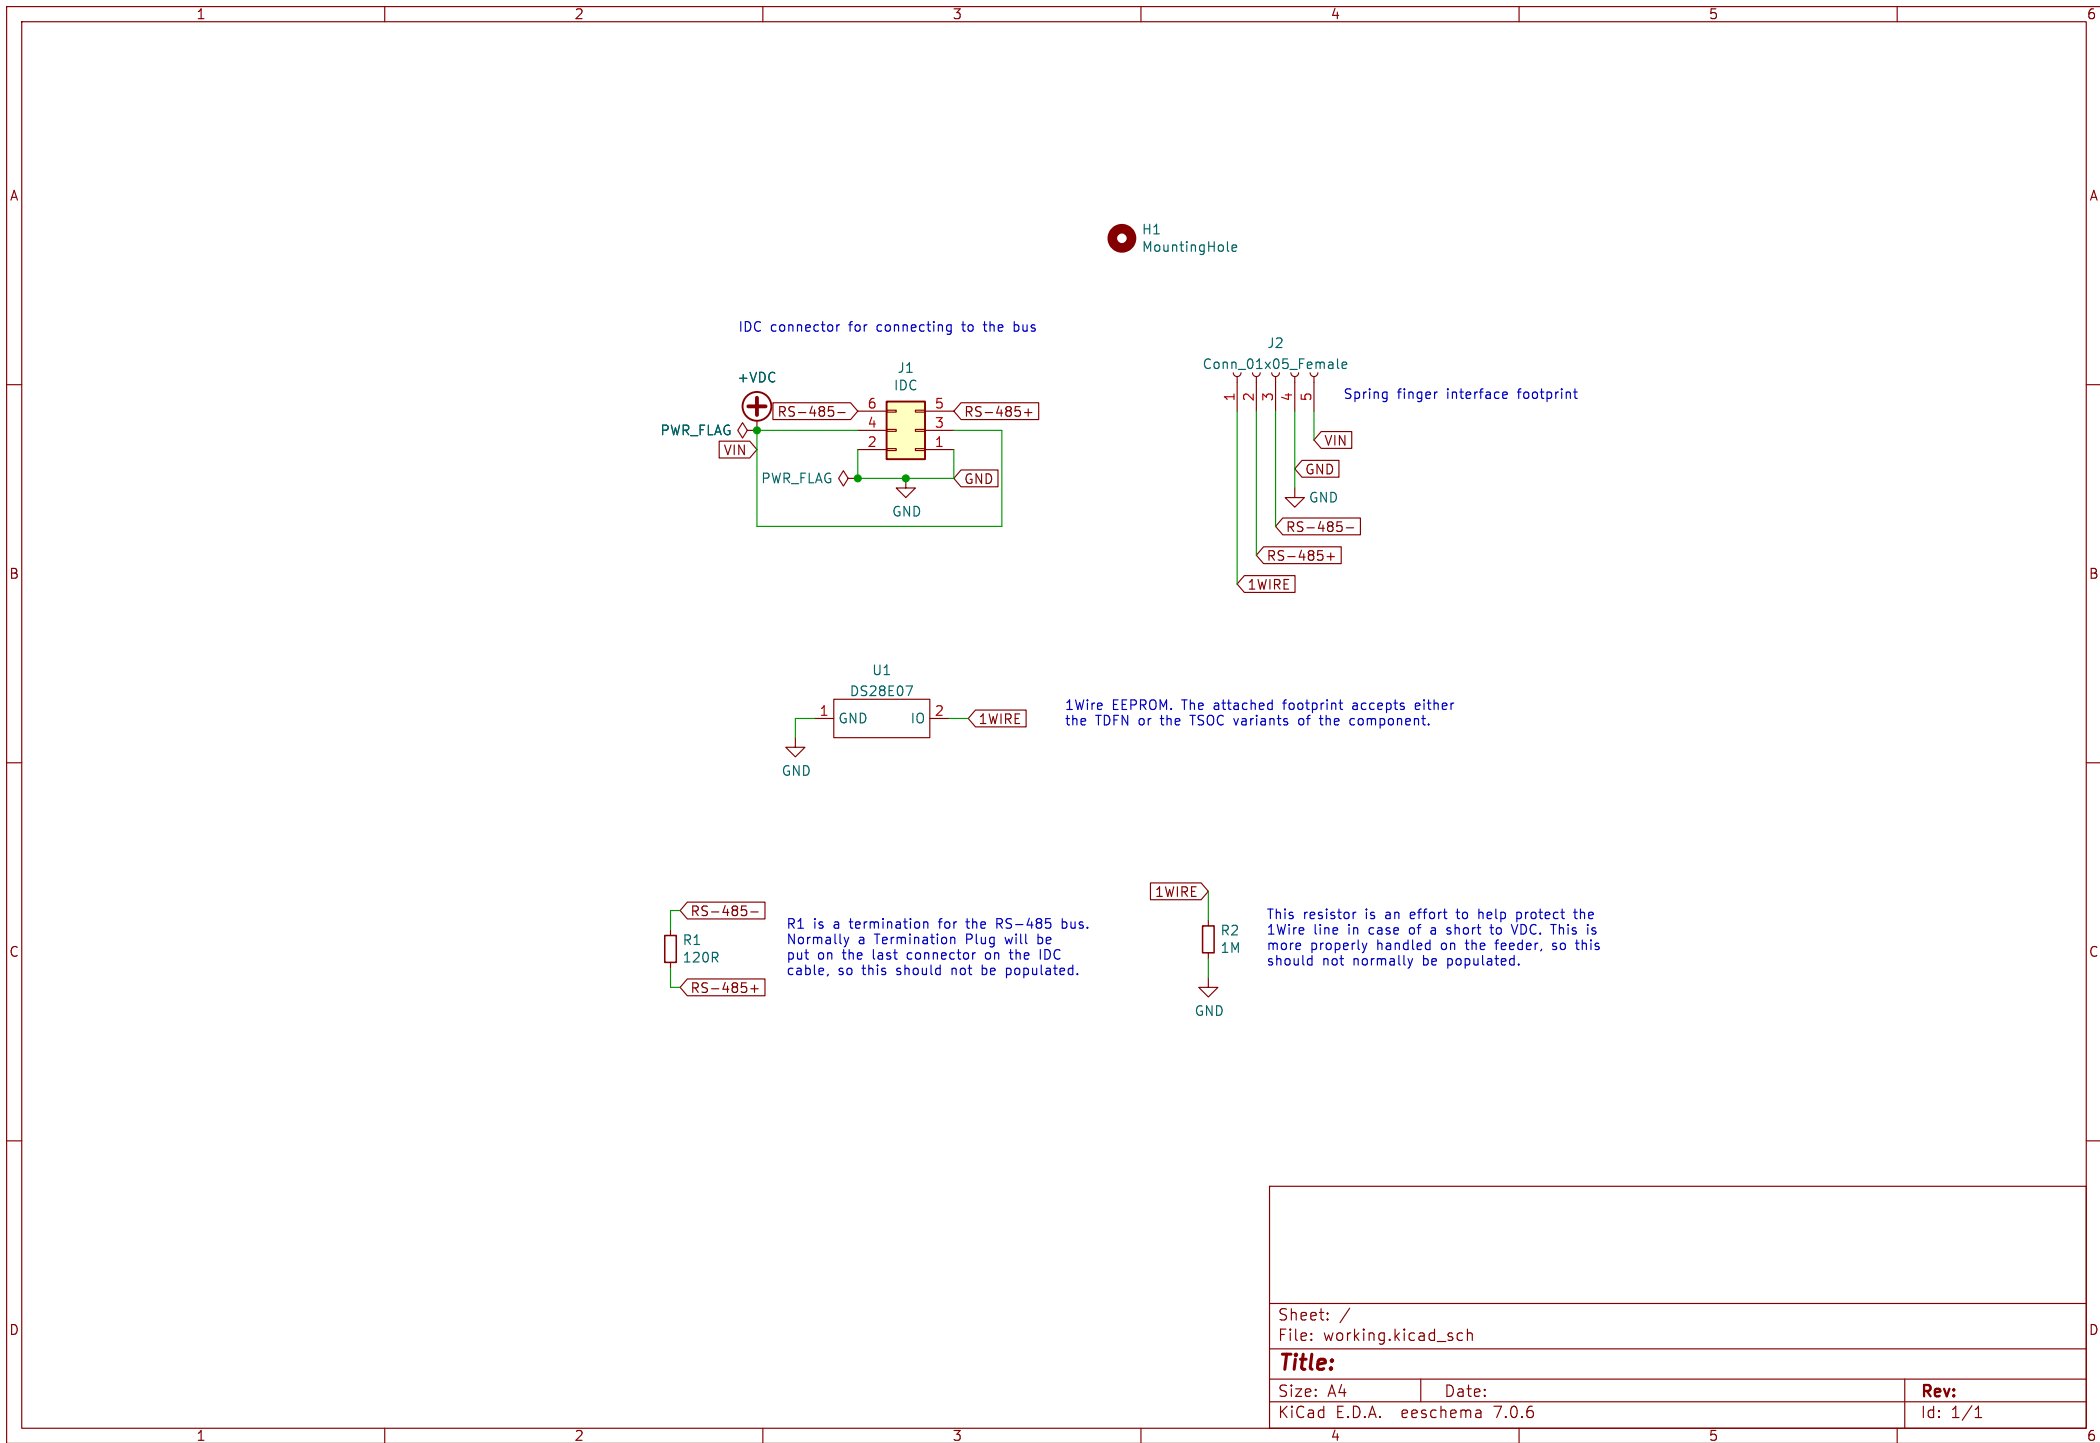 1 2 3 4 5 6
A A
H1
MountingHole
IDC connector for connecting to the bus
J2
Conn_01x05_Female
J1
IDC
+VDC
Spring finger interface footprint
1 2 3 4 5
RS-485- 6 5 RS-485+
PWR_FLAG 4 3
VIN 2 1
VIN
GND
PWR_FLAG GND
GND
GND
RS-485-
RS-485+
B B
1WIRE
U1
DS28E07
1 GND IO 2 1WIRE
GND
1Wire EEPROM. The attached footprint accepts either
the TDFN or the TSOC variants of the component.
1WIRE
RS-485-
R1
120R
RS-485+
R1 is a termination for the RS-485 bus.
Normally a Termination Plug will be
put on the last connector on the IDC
cable, so this should not be populated.
R2
1M
GND
This resistor is an effort to help protect the
1Wire line in case of a short to VDC. This is
more properly handled on the feeder, so this
should not normally be populated.
C C
Sheet: /
File: working.kicad_sch
D D
Title:
Size: A4 Date: Rev:
KiCad E.D.A. eeschema 7.0.6 Id: 1/1
1 2 3 4 5 6